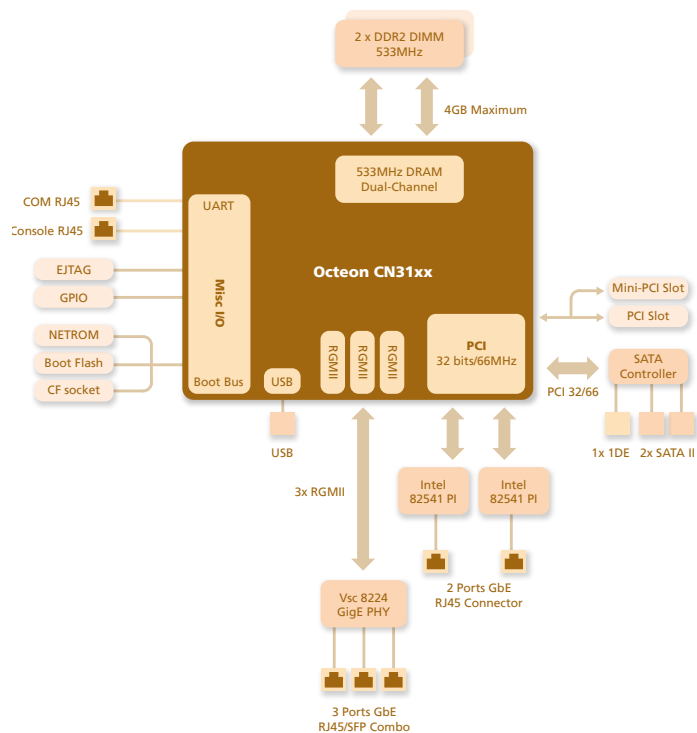 2 x DDR2 DIMM
533MHz
4GB Maximum
533MHz DRAM
Dual-Channel
COM RJ45
Console RJ45
UART
EJTAG
GPIO
Misc I/O
Octeon CN31xx
NETROM
Boot Flash
CF socket
Boot Bus
USB
USB
RGMII
RGMII
RGMII
PCI
32 bits/66MHz
Mini-PCI Slot
PCI Slot
SATA
Controller
PCI 32/66
1x 1DE
2x SATA II
3x RGMII
Intel
82541 PI
Intel
82541 PI
2 Ports GbE
RJ45 Connector
Vsc 8224
GigE PHY
3 Ports GbE
RJ45/SFP Combo